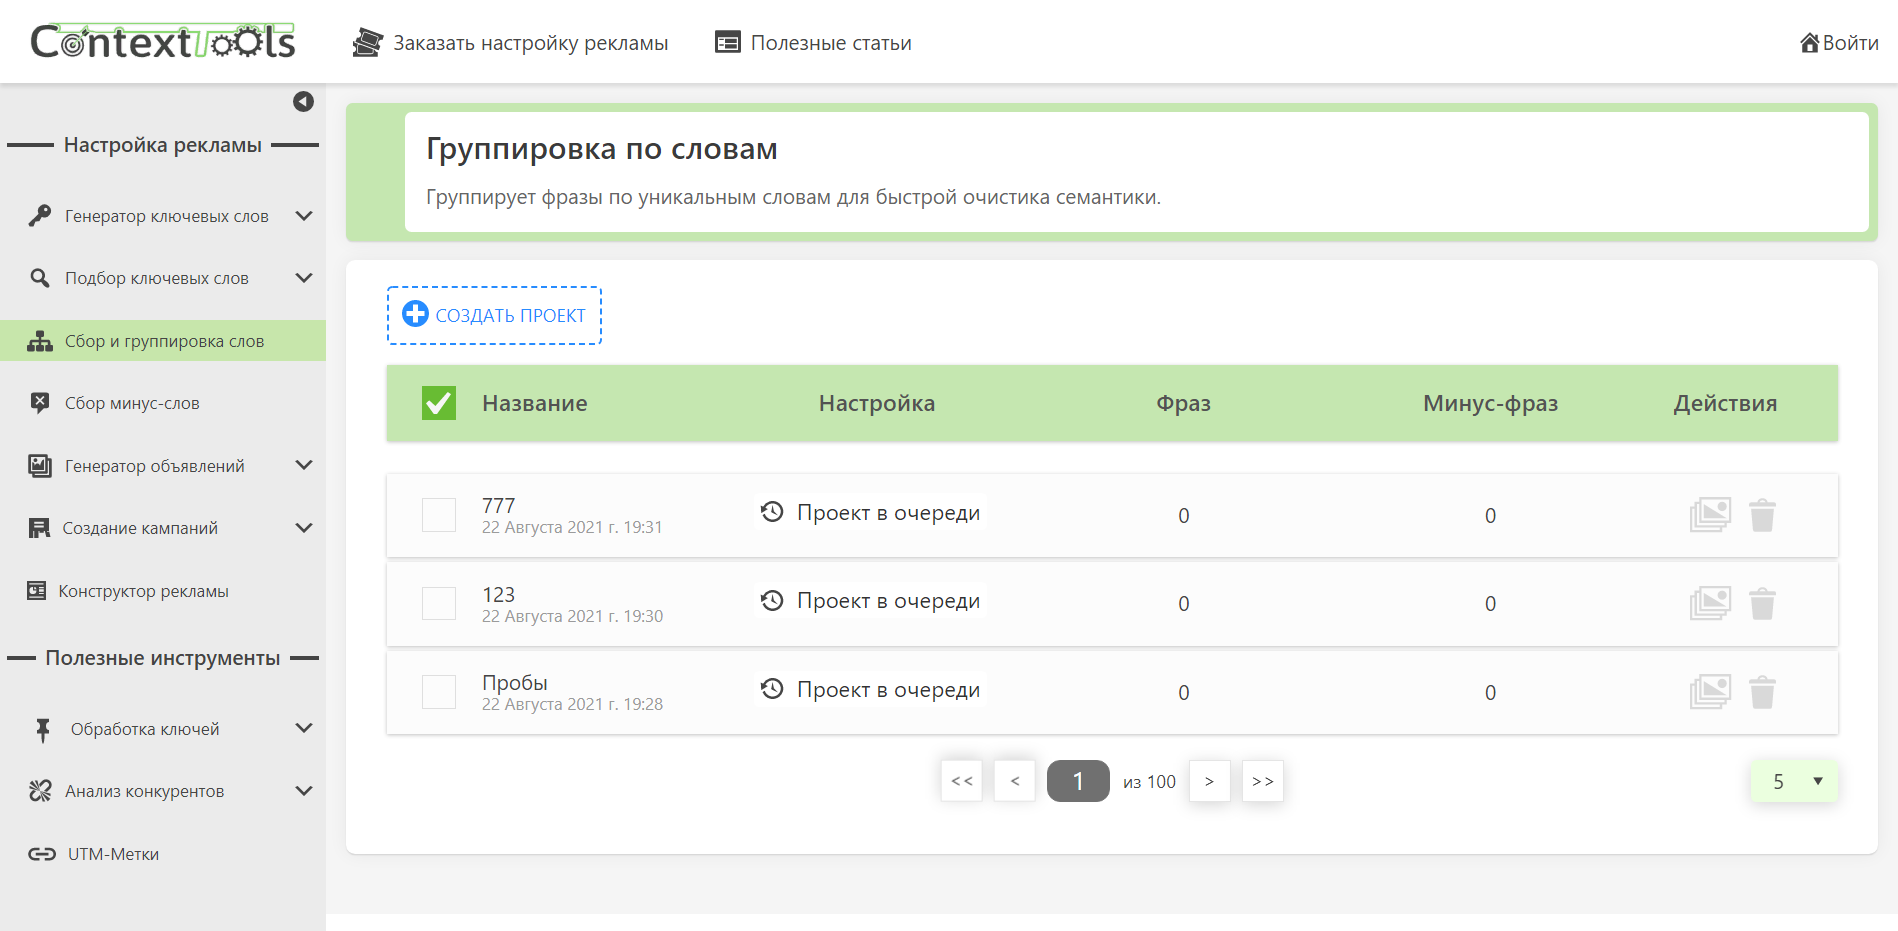 ContextTools
Заказать настройку рекламы
Полезные статьи
Войти
Настройка рекламы
Генератор ключевых слов
Подбор ключевых слов
Сбор и группировка слов
Сбор минус-слов
Генератор объявлений
Создание кампаний
Конструктор рекламы
Полезные инструменты
Обработка ключей
Анализ конкурентов
UTM-Метки
Группировка по словам
Группирует фразы по уникальным словам для быстрой очистика семантики.
СОЗДАТЬ ПРОЕКТ
Название Настройка Фраз Минус-фраз Действия
777
22 Августа 2021 г. 19:31
Проект в очереди 0 0
123
22 Августа 2021 г. 19:30
Проект в очереди 0 0
Пробы
22 Августа 2021 г. 19:28
Проект в очереди 0 0
<< < 1 из 100 > >> 5